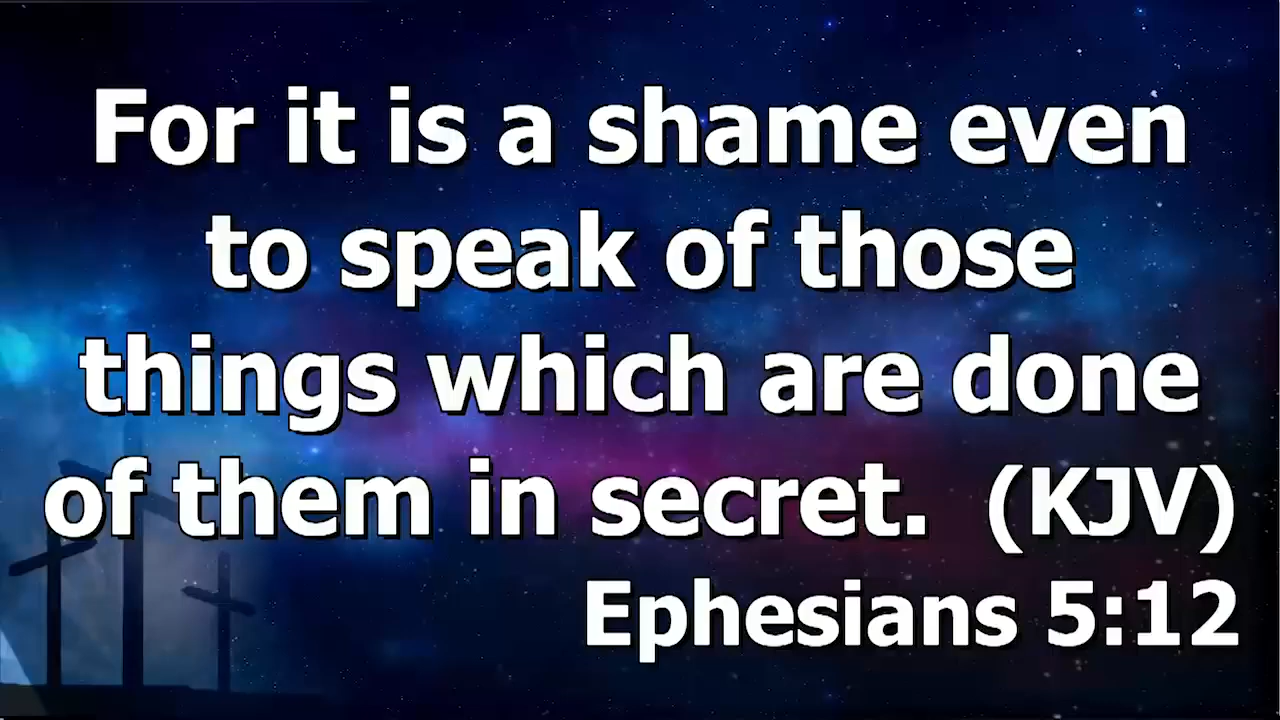 For it is a shame even
to speak of those
things which are done
of them in secret. (KJV)
Ephesians 5:12